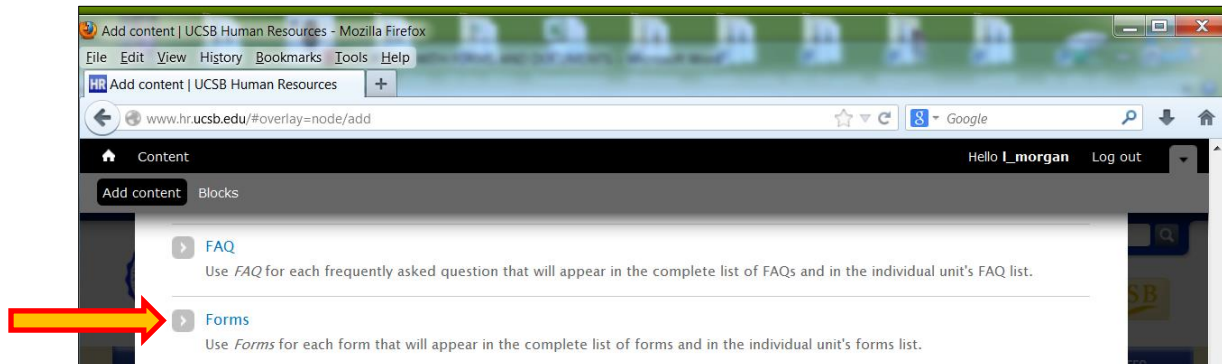 Add content | UCSB Human Resources - Mozilla Firefox
File Edit View History Bookmarks Tools Help
HR Add content | UCSB Human Resources +
www.hr.ucsb.edu/#overlay=node/add 8 Google
Content Hello l_morgan Log out
Add content Blocks
FAQ
Use FAQ for each frequently asked question that will appear in the complete list of FAQs and in the individual unit's FAQ list.
Forms
Use Forms for each form that will appear in the complete list of forms and in the individual unit's forms list.